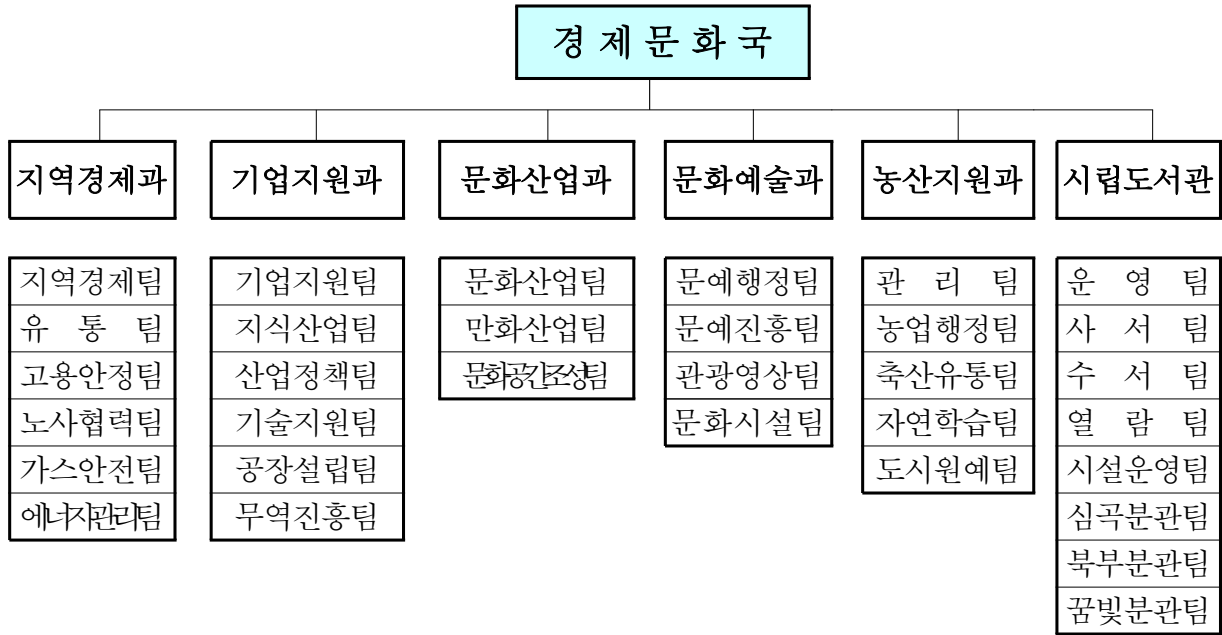 경 제 문 화 국
지역경제과
기업지원과
문화산업과
문화예술과
농산지원과
시립도서관
지역경제팀
유 통 팀
고용안정팀
노사협력팀
가스안전팀
에너지관리팀
기업지원팀
지식산업팀
산업정책팀
기술지원팀
공장설립팀
무역진흥팀
문화산업팀
만화산업팀
문화공간조성팀
문예행정팀
문예진흥팀
관광영상팀
문화시설팀
관 리 팀
농업행정팀
축산유통팀
자연학습팀
도시원예팀
운 영 팀
사 서 팀
수 서 팀
열 람 팀
시설운영팀
심곡분관팀
북부분관팀
꿈빛분관팀